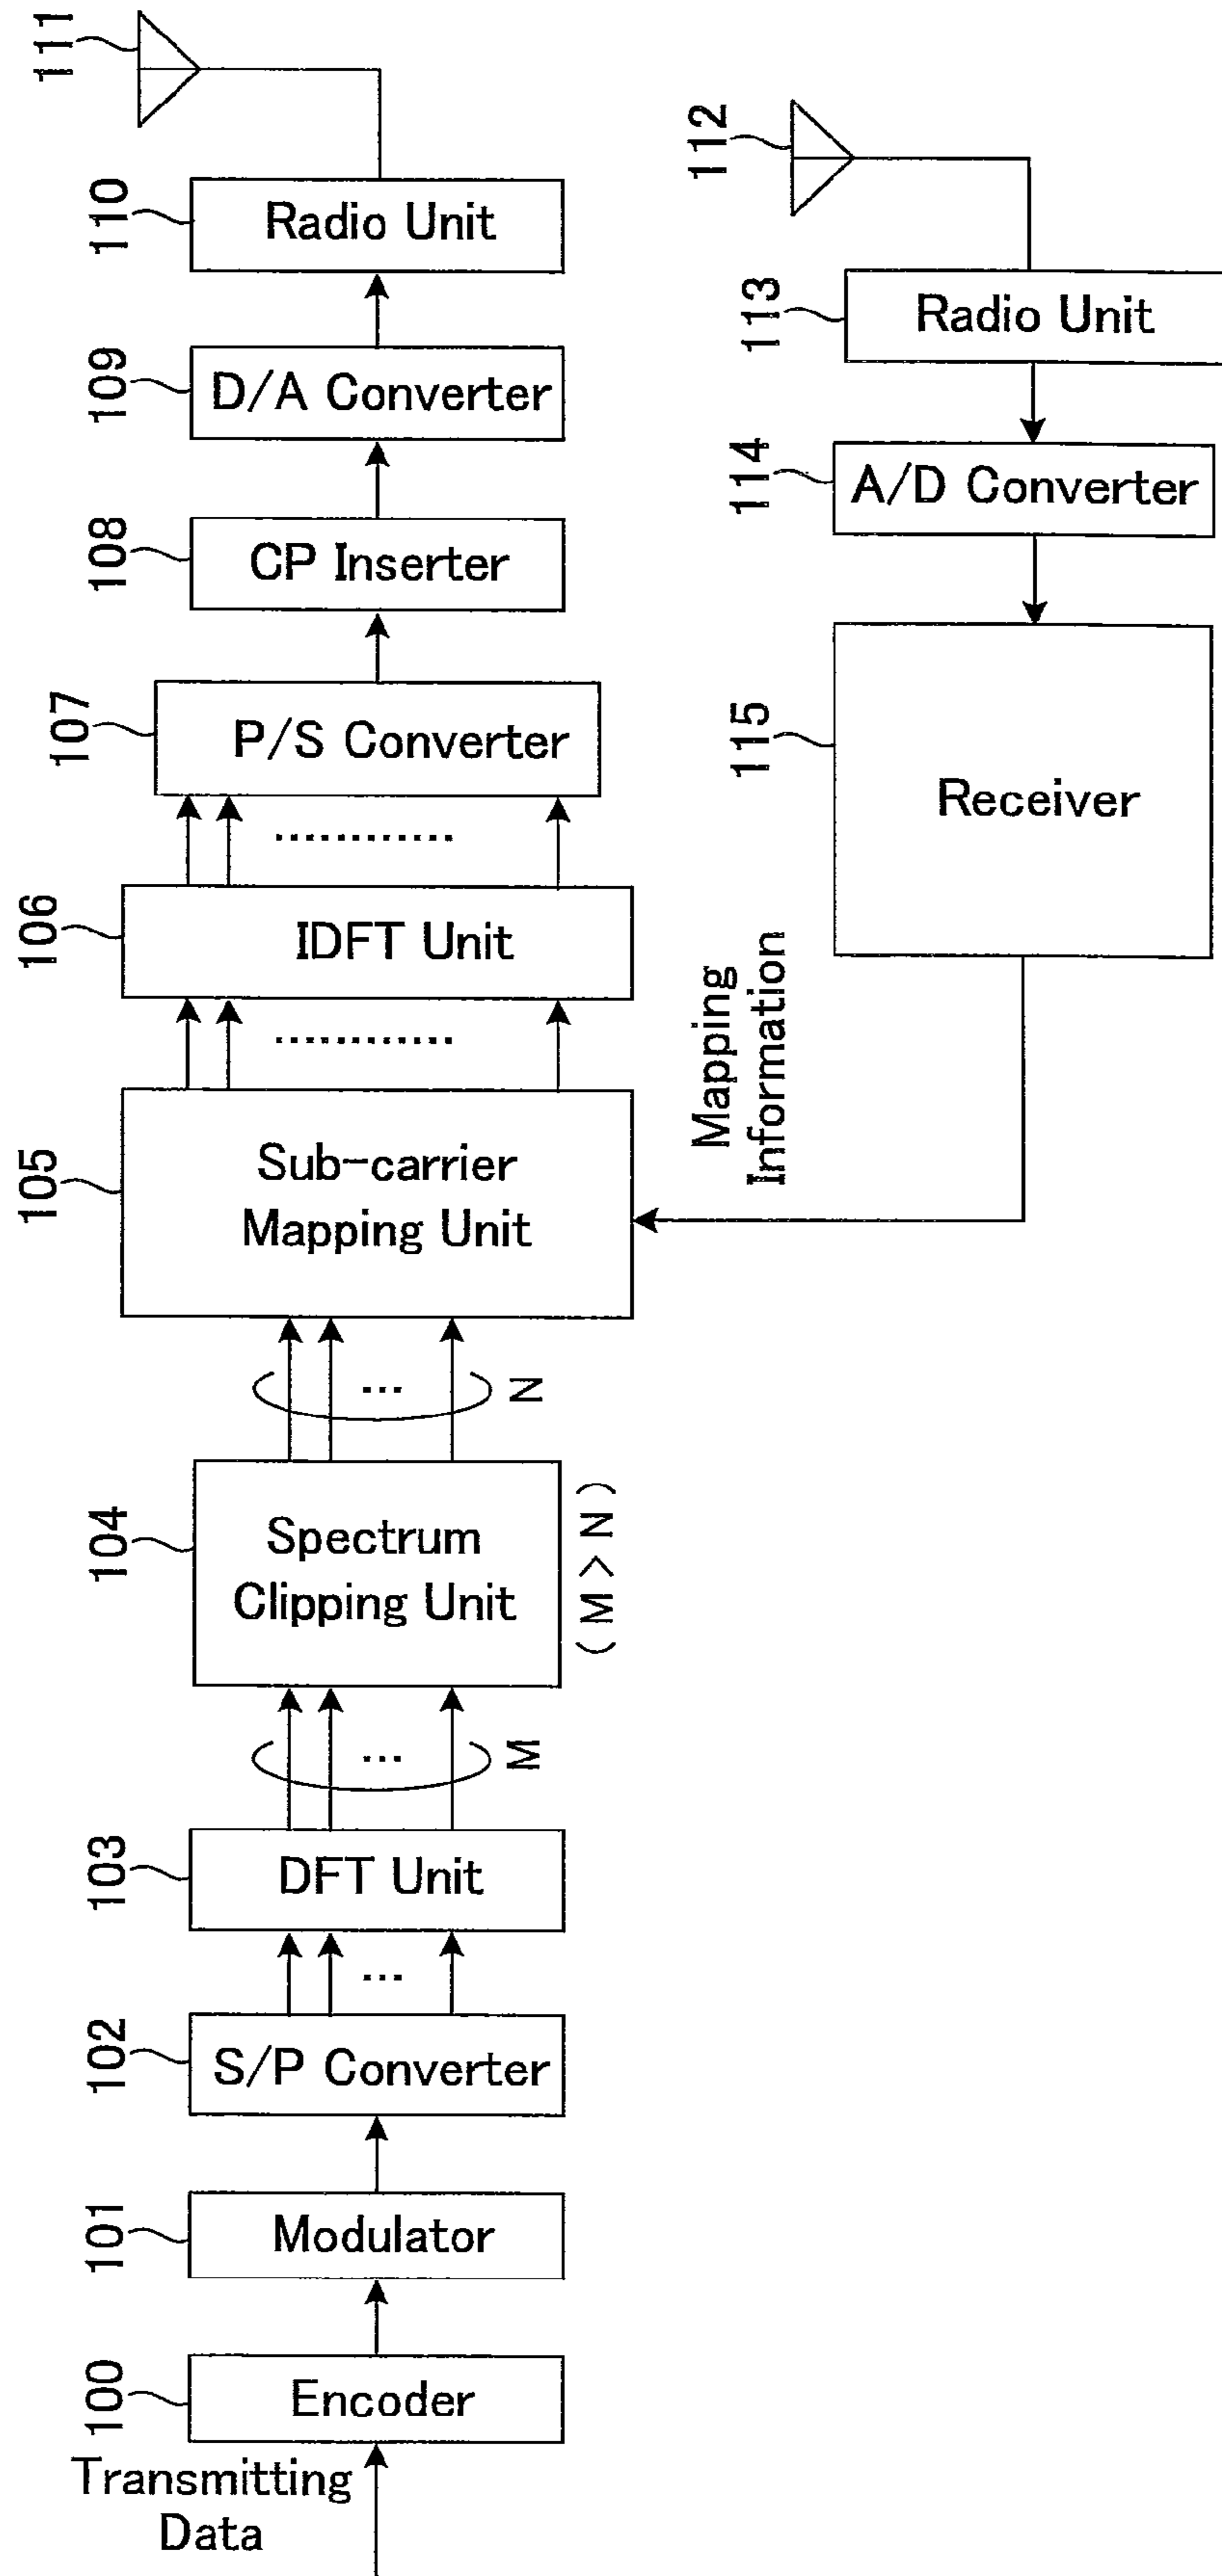 111
110
Radio Unit
109
D/A Converter
108
CP Inserter
107
P/S Converter
106
IDFT Unit
105
Sub-carrier
Mapping Unit
N
104
Spectrum
Clipping Unit
(M>N)
M
103
DFT Unit
102
S/P Converter
101
Modulator
100
Encoder
Transmitting
Data
112
113
Radio Unit
114
A/D Converter
115
Receiver
Mapping
Information